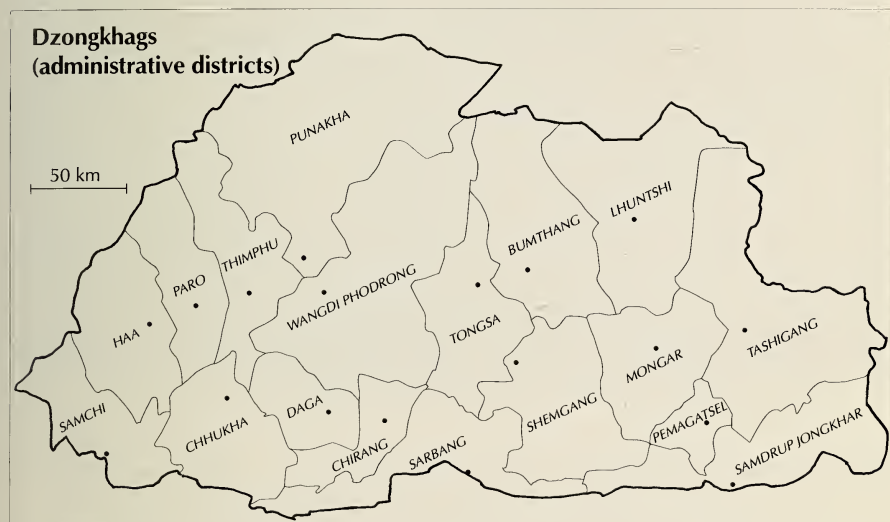 Dzongkhags
(administrative districts)
PUNAKHA
50 km
LHUNTSHI
THIMPHU
BUMTHANG
PARO
WANGDI PHODRONG
HAA
TONGSA
TASHIGANG
MONGAR
SAMCHI
DAGA
SHEMGANG
CHHUKHA
PEMAGATSEL
CHIRANG
SARBANG
SAMDRUP JONGKHAR